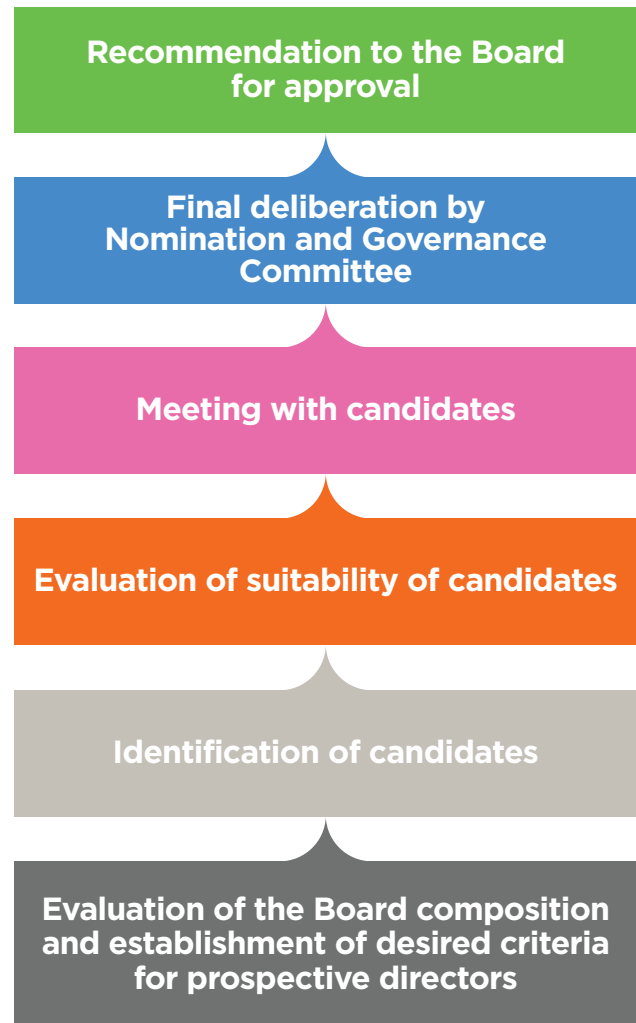 Recommendation to the Board
for approval
Final deliberation by
Nomination and Governance
Committee
Meeting with candidates
Evaluation of suitability of candidates
Identification of candidates
Evaluation of the Board composition
and establishment of desired criteria
for prospective directors